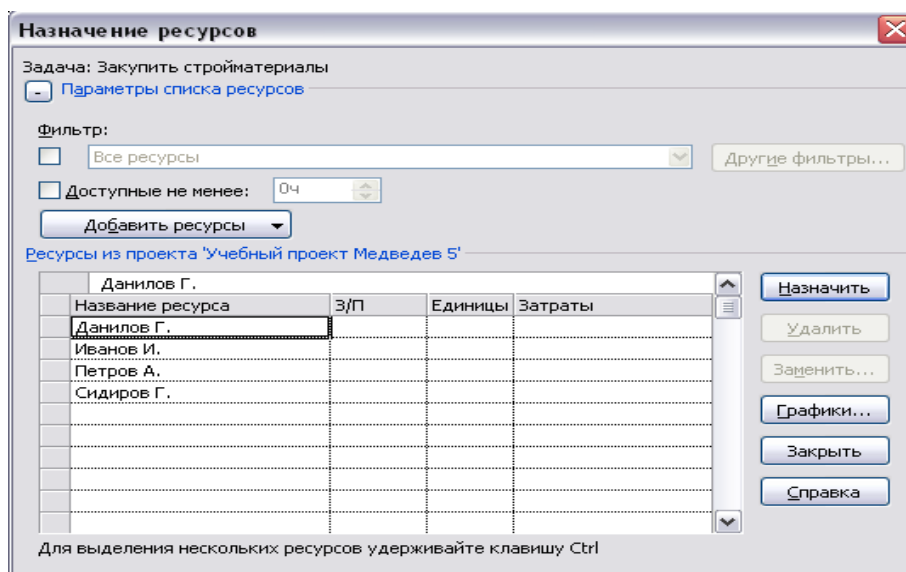 Назначение ресурсов
Задача: Закупить стройматериалы
- Параметры списка ресурсов
Фильтр:
Все ресурсы Другие фильтры...
Доступные не менее: 0ч
Добавить ресурсы
Ресурсы из проекта 'Учебный проект Медведев 5'
Данилов Г. Назначить
Название ресурса З/П Единицы Затраты
Данилов Г. Удалить
Иванов И.
Петров А. Заменить...
Сидиров Г.
Графики...
Закрыть
Справка
Для выделения нескольких ресурсов удерживайте клавишу Ctrl